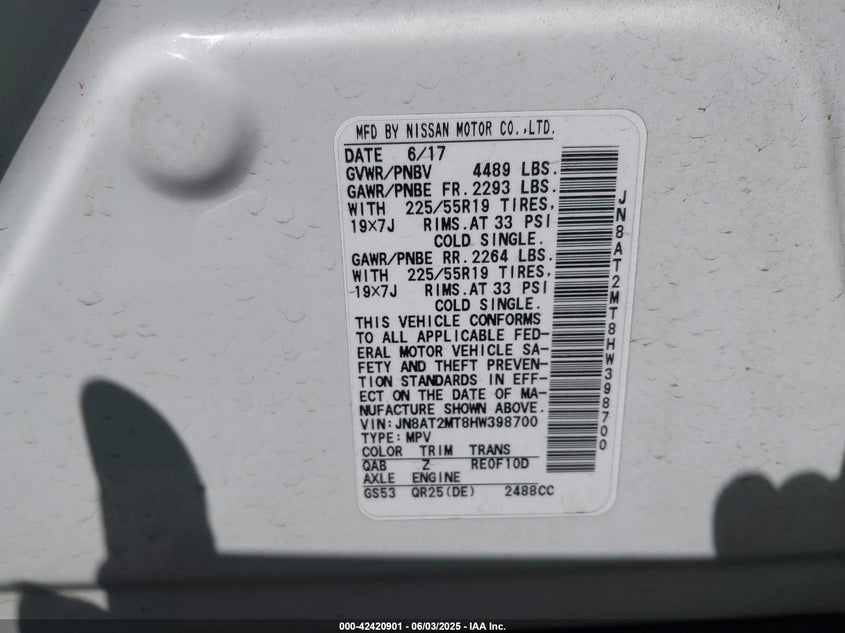 MFD BY NISSAN MOTOR CO.,LTD.
DATE 6/17
GVWR/PNBV 4489 LBS.
GAWR/PNBE FR. 2293 LBS.
WITH 225/55R19 TIRES,
19×7J RIMS. AT 33 PSI
COLD SINGLE.
GAWR/PNBE RR. 2264 LBS.
WITH 225/55R19 TIRES,
19×7J RIMS. AT 33 PSI
COLD SINGLE.
THIS VEHICLE CONFORMS
TO ALL APPLICABLE FED-
ERAL MOTOR VEHICLE SA-
FETY AND THEFT PREVEN-
TION STANDARDS IN EFF-
ECT ON THE DATE OF MA-
NUFACTURE SHOWN ABOVE.
VIN: JN8AT2MT8HW398700
TYPE: MPV
COLOR TRIM TRANS
QAB Z RE0F10D
AXLE ENGINE
GS53 QR25(DE) 2488CC
JN8AT2MT8HW398700
000-42420901 - 06/03/2025 - IAA Inc.